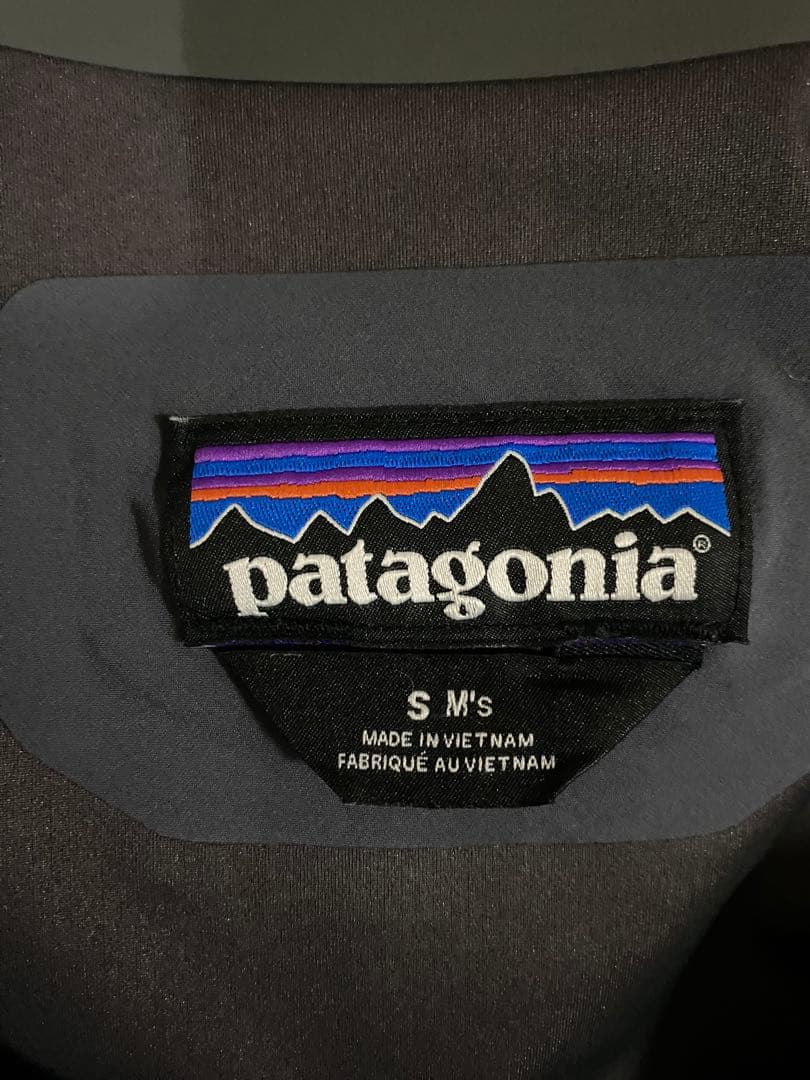 patagonia®
S M's
MADE IN VIETNAM
FABRIQUÉ AU VIETNAM